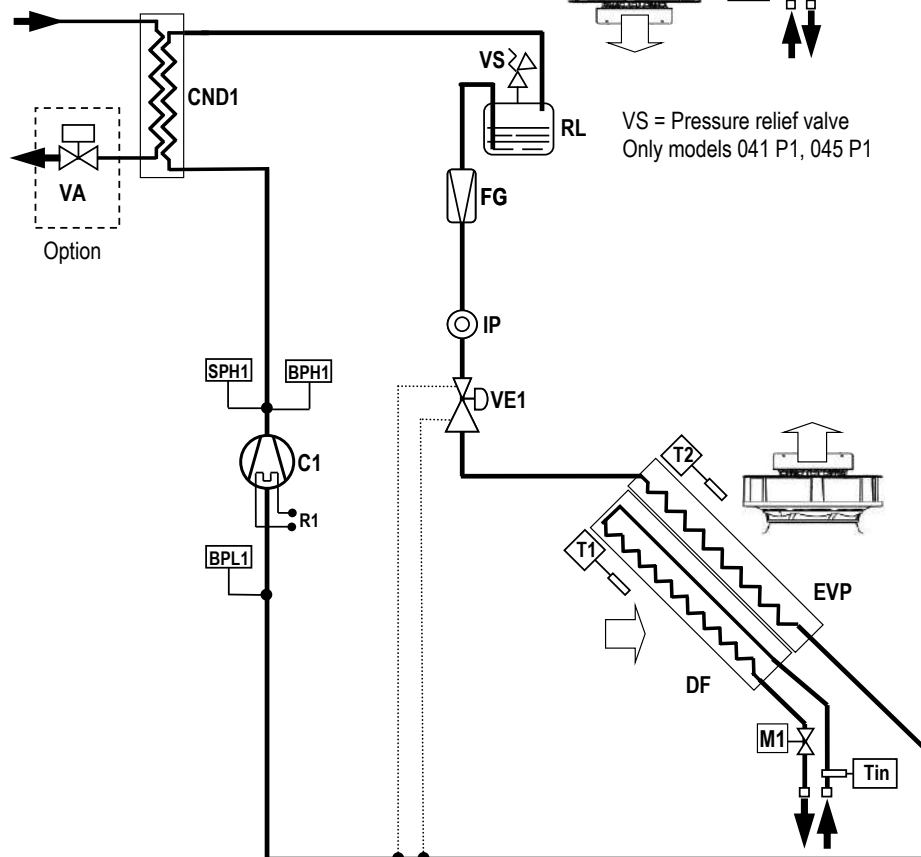 VS
CND1
RL
VS = Pressure relief valve
Only models 041 P1, 045 P1
VA
FG
Option
IP
SPH1
BPH1
VE1
C1
T2
R1
T1
BPL1
EVP
DF
M1
Tin